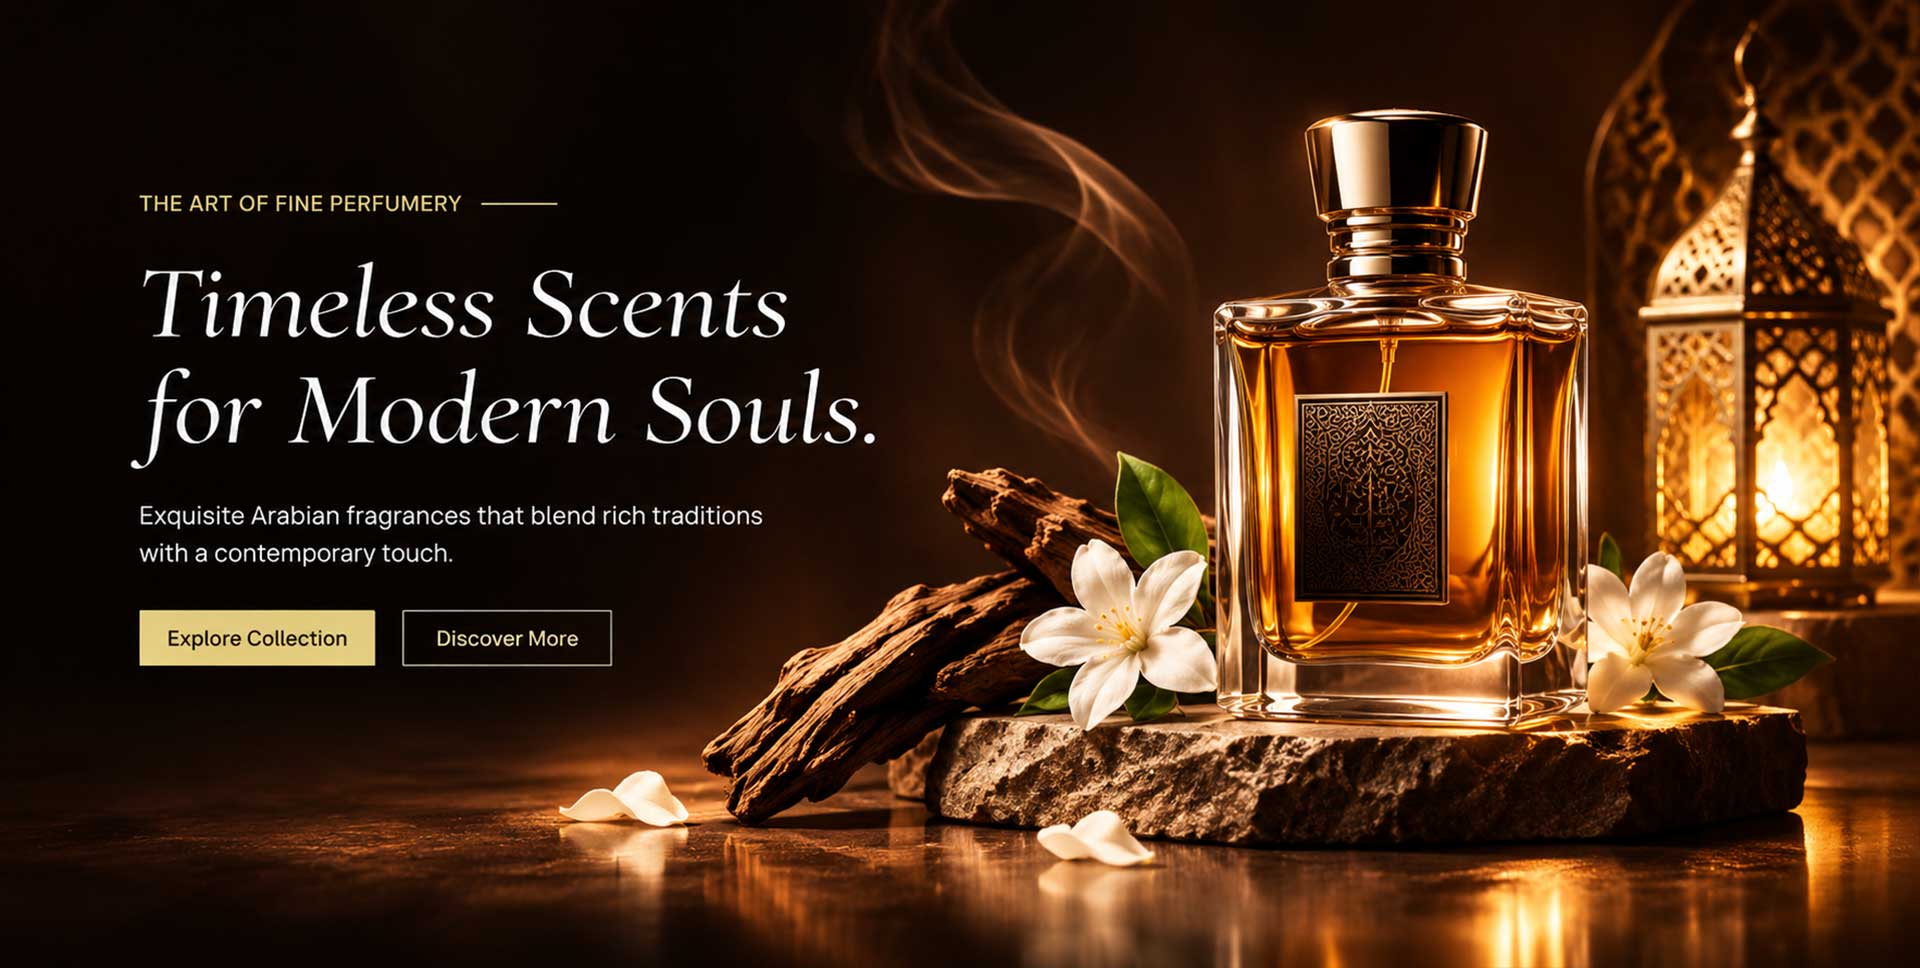 THE ART OF FINE PERFUMERY
Timeless Scents
for Modern Souls.
Exquisite Arabian fragrances that blend rich traditions
with a contemporary touch.
Explore Collection
Discover More